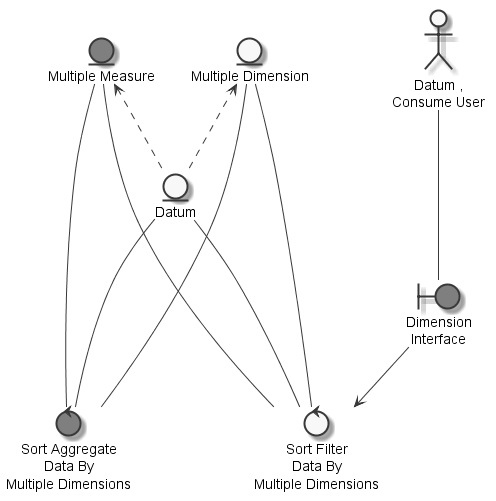 Multiple Measure
Multiple Dimension
Datum ,
Consume User
Datum
Dimension
Interface
Sort Aggregate
Data By
Multiple Dimensions
Sort Filter
Data By
Multiple Dimensions